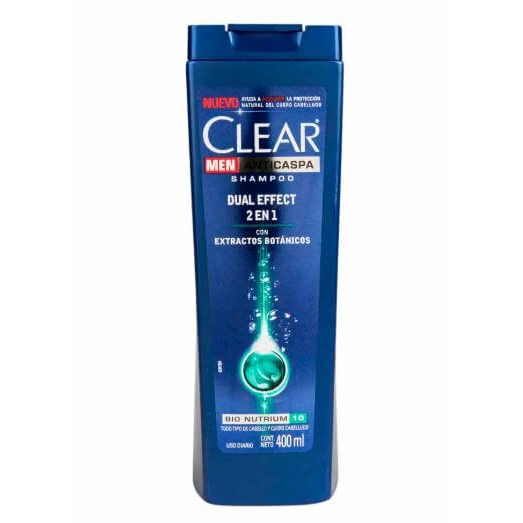 NUEVO
AYUDA A ACTIVAR LA PROTECCIÓN
NATURAL DEL CUERO CABELLUDO
CLEAR
MEN ANTICASPA
SHAMPOO
DUAL EFFECT
2 EN 1
CON
EXTRACTOS BOTÁNICOS
BIO-NUTRIUM 10
TODO TIPO DE CABELLO Y CUERO CABELLUDO
USO DIARIO
CONT. NETO 400 ml